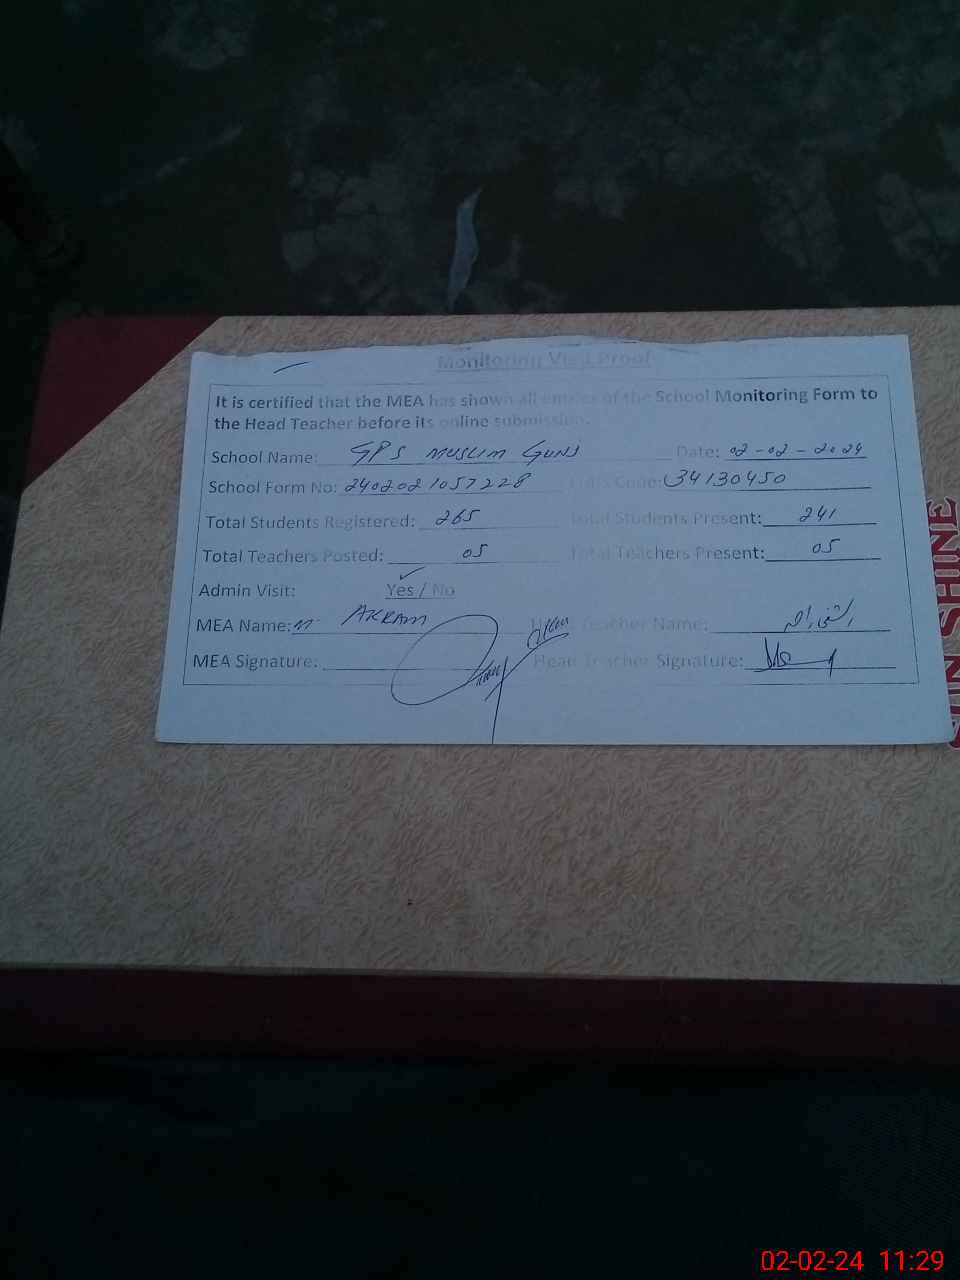 Monitoring Visit Proof
It is certified that the MEA has shown all entries of the School Monitoring Form to
the Head Teacher before its online submission.
School Name: GPS MUSLIM GUNJ Date: 02-02-2024
School Form No: 2402021057228 Code: 34130450
Total Students Registered: 265 Total Students Present: 241
Total Teachers Posted: 05 Total Teachers Present: 05
Admin Visit: Yes / No
MEA Name: M. AKRAM Head Teacher Name:
MEA Signature: Head Teacher Signature:
SUN SHINE
02-02-24 11:29